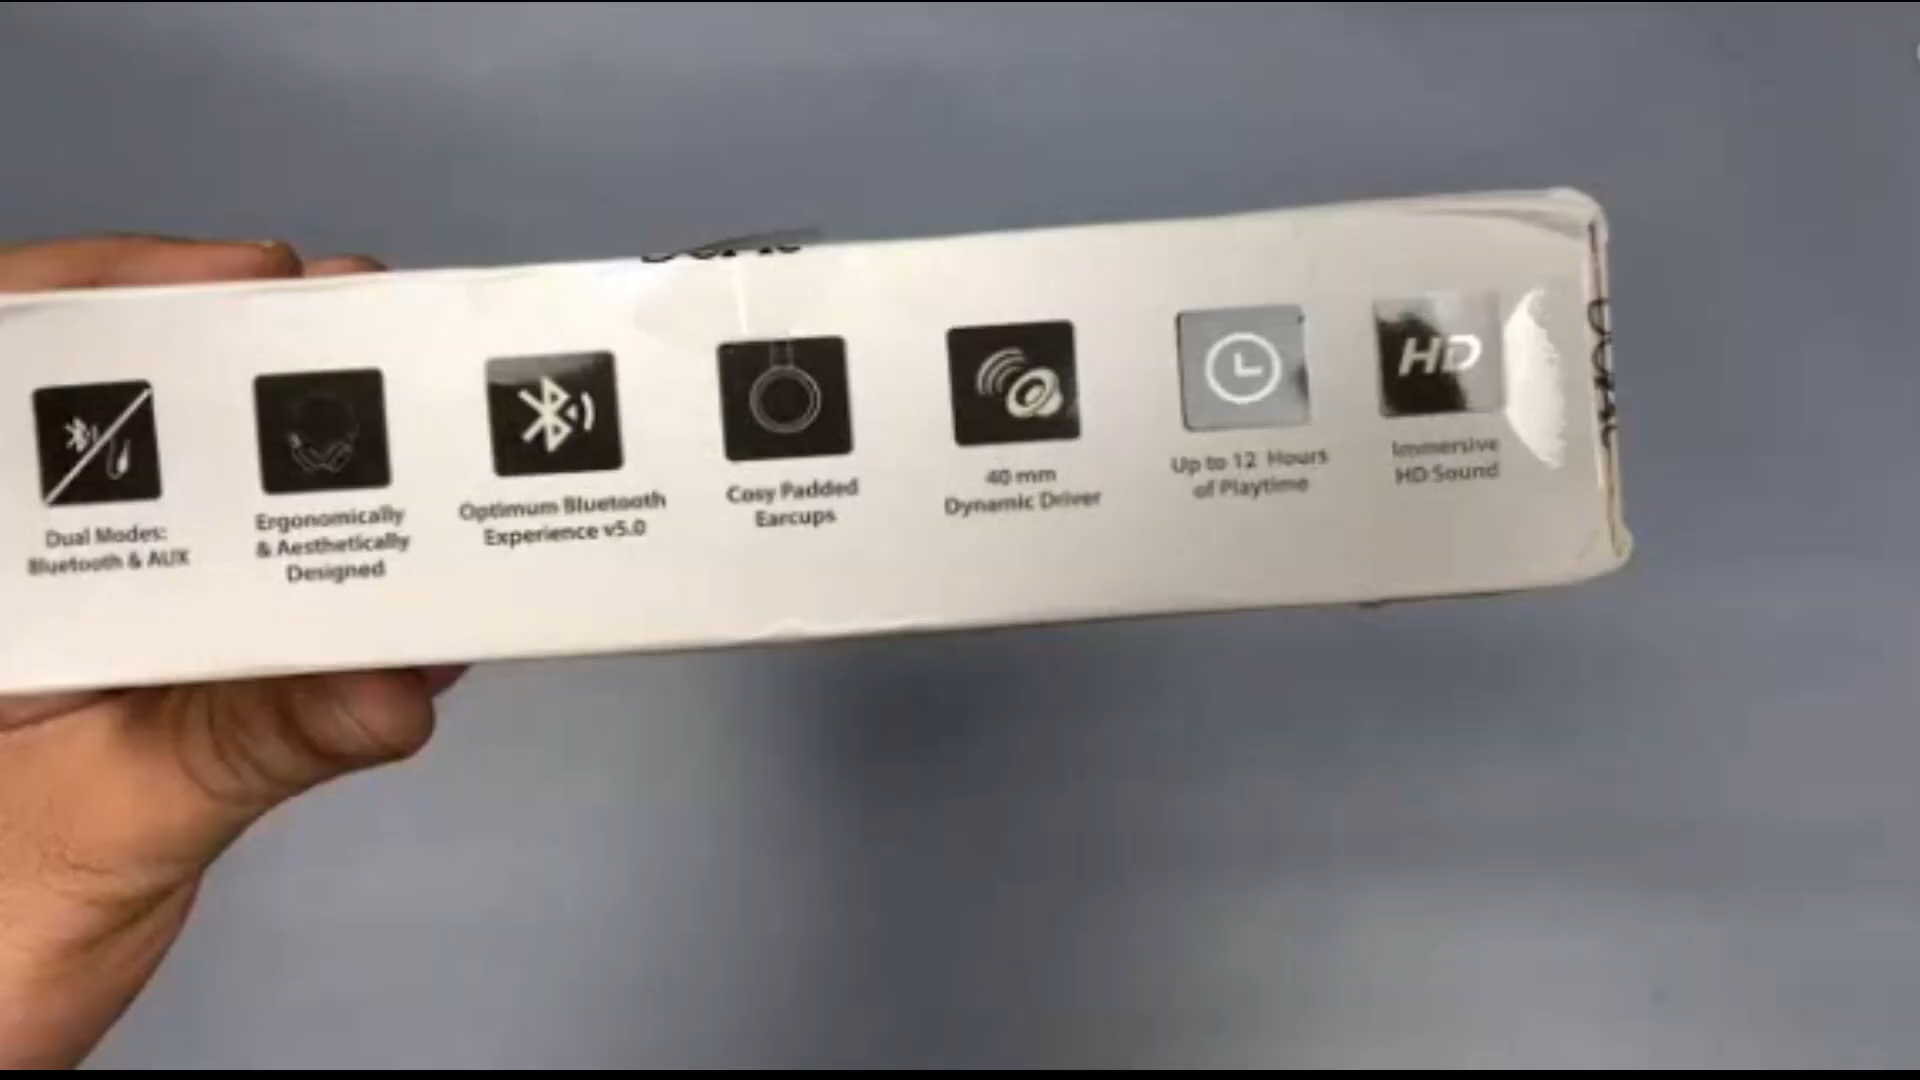 Dual Modes:
Bluetooth & AUX
Ergonomically
& Aesthetically
Designed
Optimum Bluetooth
Experience v5.0
Cosy Padded
Earcups
40 mm
Dynamic Driver
Up to 12 Hours
of Playtime
HD
Immersive
HD Sound